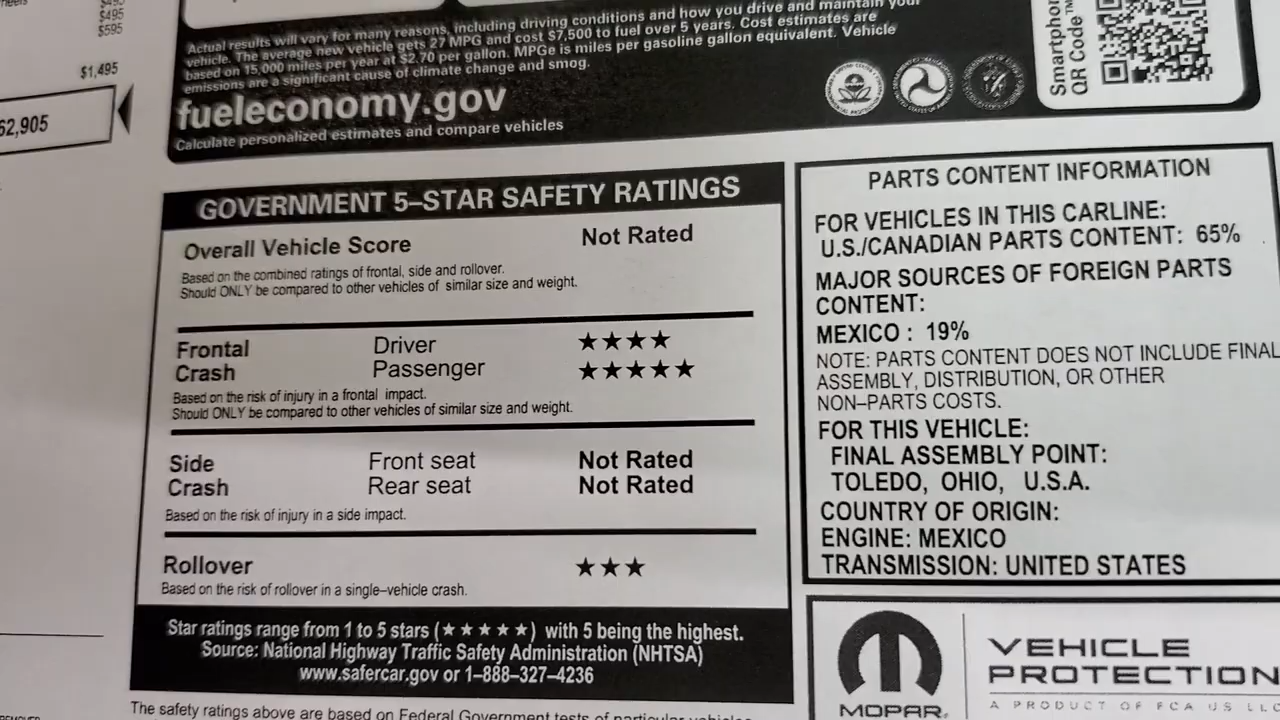 $495
$595
$1,495
62,905
Actual results will vary for many reasons, including driving conditions and how you drive and maintain your
vehicle. The average new vehicle gets 27 MPG and cost $7,500 to fuel over 5 years. Cost estimates are
based on 15,000 miles per year at $2.70 per gallon. MPGe is miles per gasoline gallon equivalent. Vehicle
emissions are a significant cause of climate change and smog.
fueleconomy.gov
Calculate personalized estimates and compare vehicles
Smartphone
QR Code™
GOVERNMENT 5–STAR SAFETY RATINGS
Overall Vehicle Score Not Rated
Based on the combined ratings of frontal, side and rollover.
Should ONLY be compared to other vehicles of similar size and weight.
Frontal Driver ★★★★
Crash Passenger ★★★★★
Based on the risk of injury in a frontal impact.
Should ONLY be compared to other vehicles of similar size and weight.
Side Front seat Not Rated
Crash Rear seat Not Rated
Based on the risk of injury in a side impact.
Rollover ★★★
Based on the risk of rollover in a single–vehicle crash.
Star ratings range from 1 to 5 stars (★★★★★) with 5 being the highest.
Source: National Highway Traffic Safety Administration (NHTSA)
www.safercar.gov or 1–888–327–4236
The safety ratings above are based on Federal Government tests of particular vehicles
PARTS CONTENT INFORMATION
FOR VEHICLES IN THIS CARLINE:
U.S./CANADIAN PARTS CONTENT: 65%
MAJOR SOURCES OF FOREIGN PARTS
CONTENT:
MEXICO : 19%
NOTE: PARTS CONTENT DOES NOT INCLUDE FINAL
ASSEMBLY, DISTRIBUTION, OR OTHER
NON–PARTS COSTS.
FOR THIS VEHICLE:
FINAL ASSEMBLY POINT:
TOLEDO, OHIO, U.S.A.
COUNTRY OF ORIGIN:
ENGINE: MEXICO
TRANSMISSION: UNITED STATES
MOPAR
VEHICLE
PROTECTION
A PRODUCT OF FCA US LLC